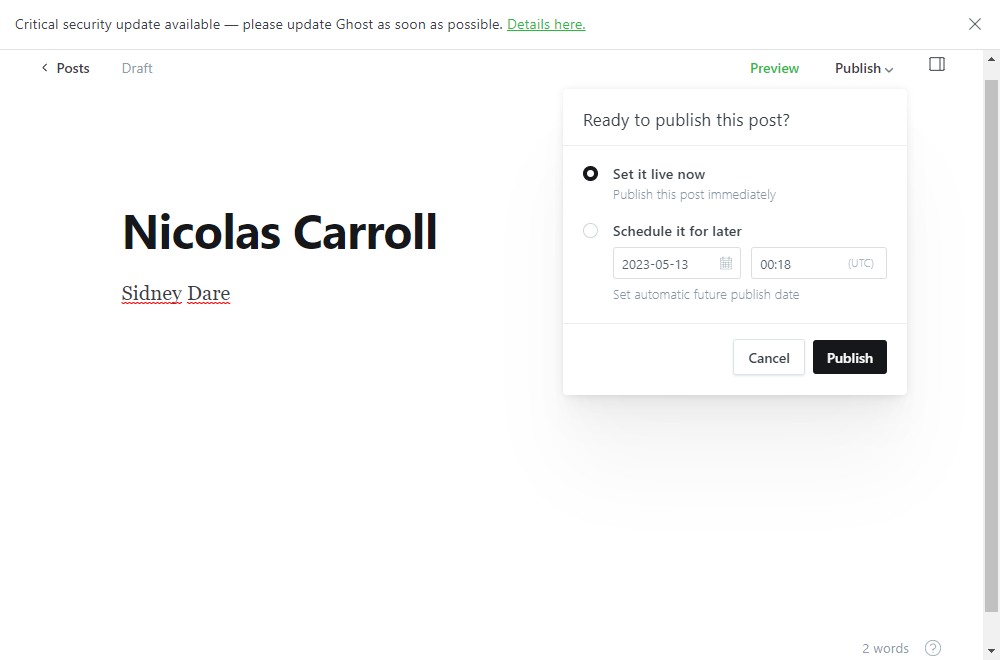 Critical security update available — please update Ghost as soon as possible. Details here.
Posts
Draft
Preview
Publish
Ready to publish this post?
Set it live now
Publish this post immediately
Schedule it for later
2023-05-13
00:18
(UTC)
Set automatic future publish date
Cancel
Publish
Nicolas Carroll
Sidney Dare
2 words
?